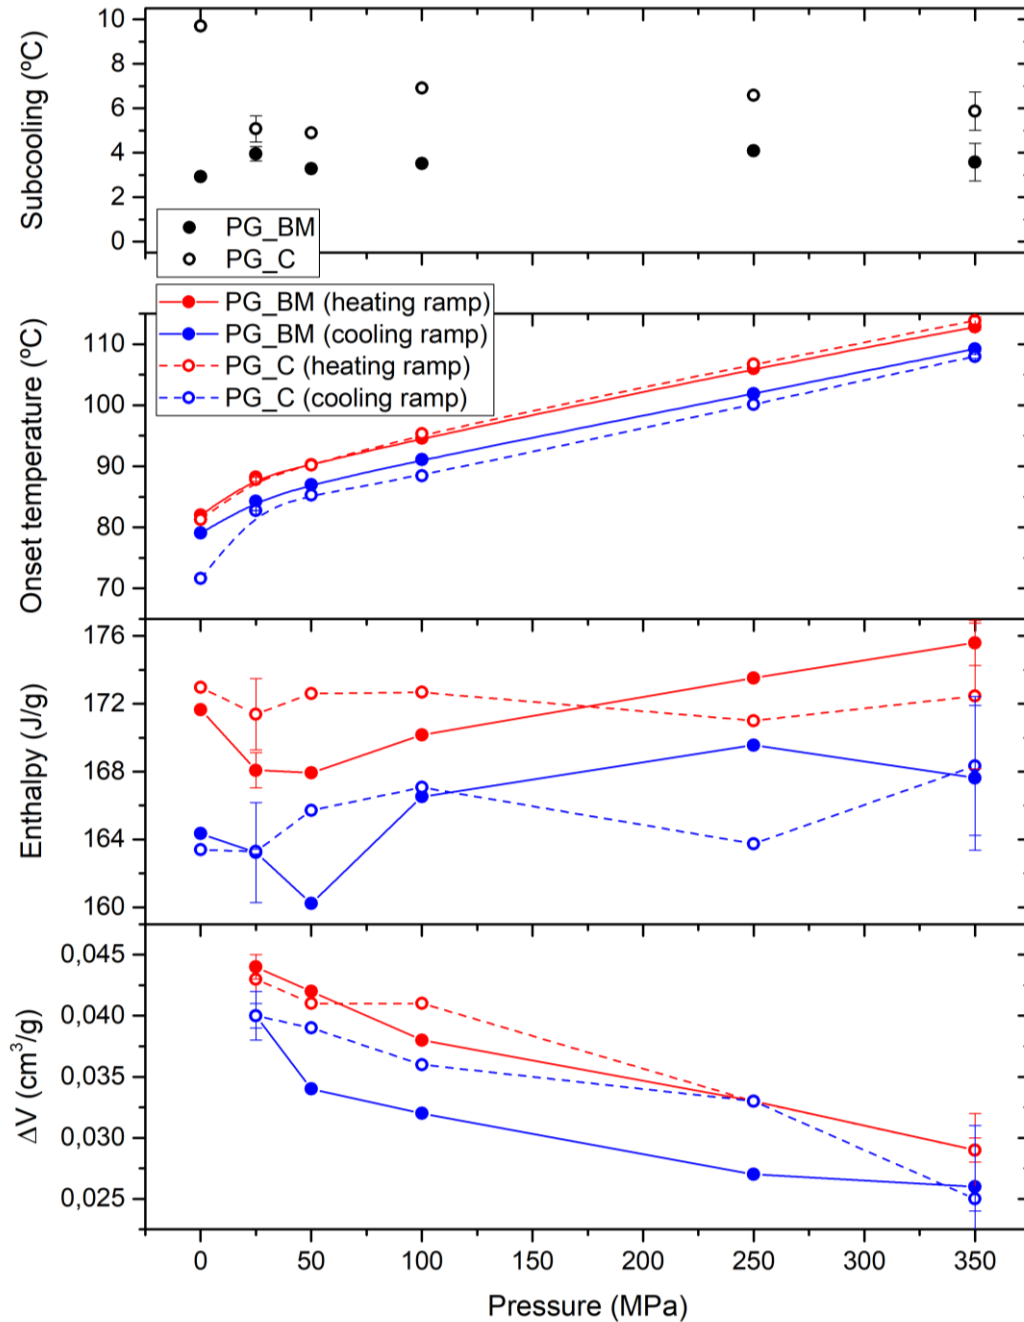 Subcooling (ºC)
10
8
6
4
2
0
PG_BM
PG_C
PG_BM (heating ramp)
PG_BM (cooling ramp)
PG_C (heating ramp)
PG_C (cooling ramp)
Onset temperature (ºC)
110
100
90
80
70
Enthalpy (J/g)
176
172
168
164
160
ΔV (cm³/g)
0,045
0,040
0,035
0,030
0,025
0 50 100 150 200 250 300 350
Pressure (MPa)